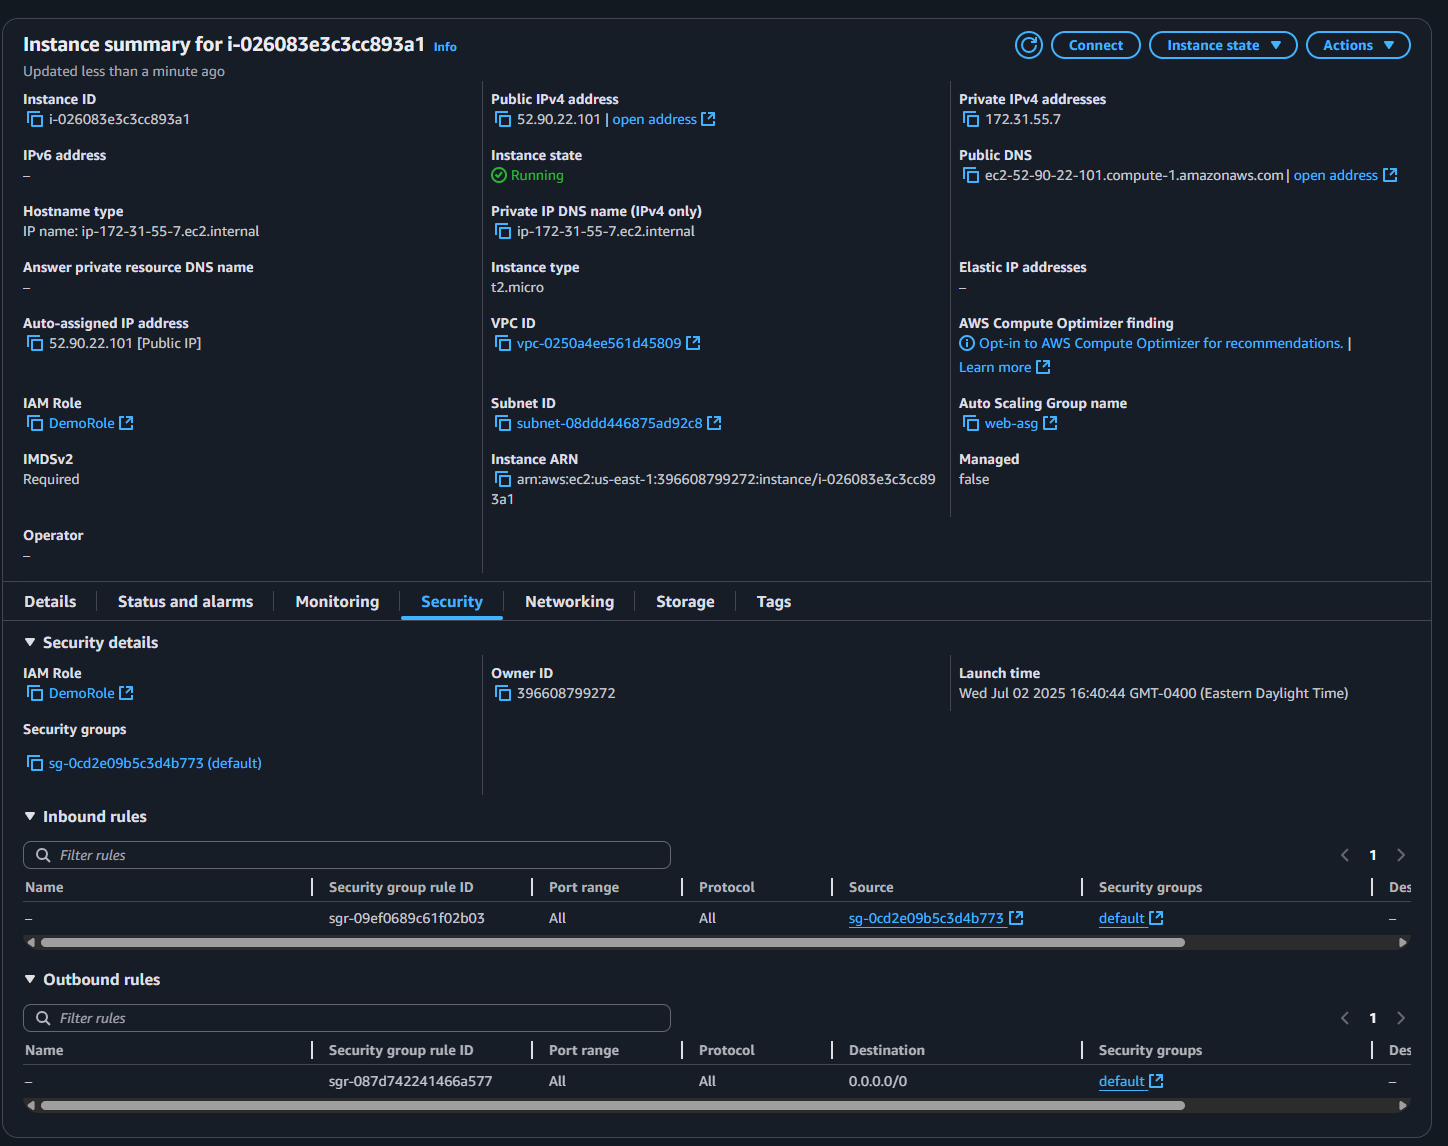 Instance summary for i-026083e3c3cc893a1 Info
Updated less than a minute ago
Connect
Instance state
Actions
Instance ID
i-026083e3c3cc893a1
Public IPv4 address
52.90.22.101 | open address
Private IPv4 addresses
172.31.55.7
IPv6 address
–
Instance state
Running
Public DNS
ec2-52-90-22-101.compute-1.amazonaws.com | open address
Hostname type
IP name: ip-172-31-55-7.ec2.internal
Private IP DNS name (IPv4 only)
ip-172-31-55-7.ec2.internal
Answer private resource DNS name
–
Instance type
t2.micro
Elastic IP addresses
–
Auto-assigned IP address
52.90.22.101 [Public IP]
VPC ID
vpc-0250a4ee561d45809
AWS Compute Optimizer finding
Opt-in to AWS Compute Optimizer for recommendations. |
Learn more
IAM Role
DemoRole
Subnet ID
subnet-08ddd446875ad92c8
Auto Scaling Group name
web-asg
IMDSv2
Required
Instance ARN
arn:aws:ec2:us-east-1:396608799272:instance/i-026083e3c3cc89
3a1
Managed
false
Operator
–
Details Status and alarms Monitoring Security Networking Storage Tags
Security details
IAM Role
DemoRole
Owner ID
396608799272
Launch time
Wed Jul 02 2025 16:40:44 GMT-0400 (Eastern Daylight Time)
Security groups
sg-0cd2e09b5c3d4b773 (default)
Inbound rules
Filter rules
1
Name Security group rule ID Port range Protocol Source Security groups Des
– sgr-09ef0689c61f02b03 All All sg-0cd2e09b5c3d4b773 default –
Outbound rules
Filter rules
1
Name Security group rule ID Port range Protocol Destination Security groups Des
– sgr-087d742241466a577 All All 0.0.0.0/0 default –